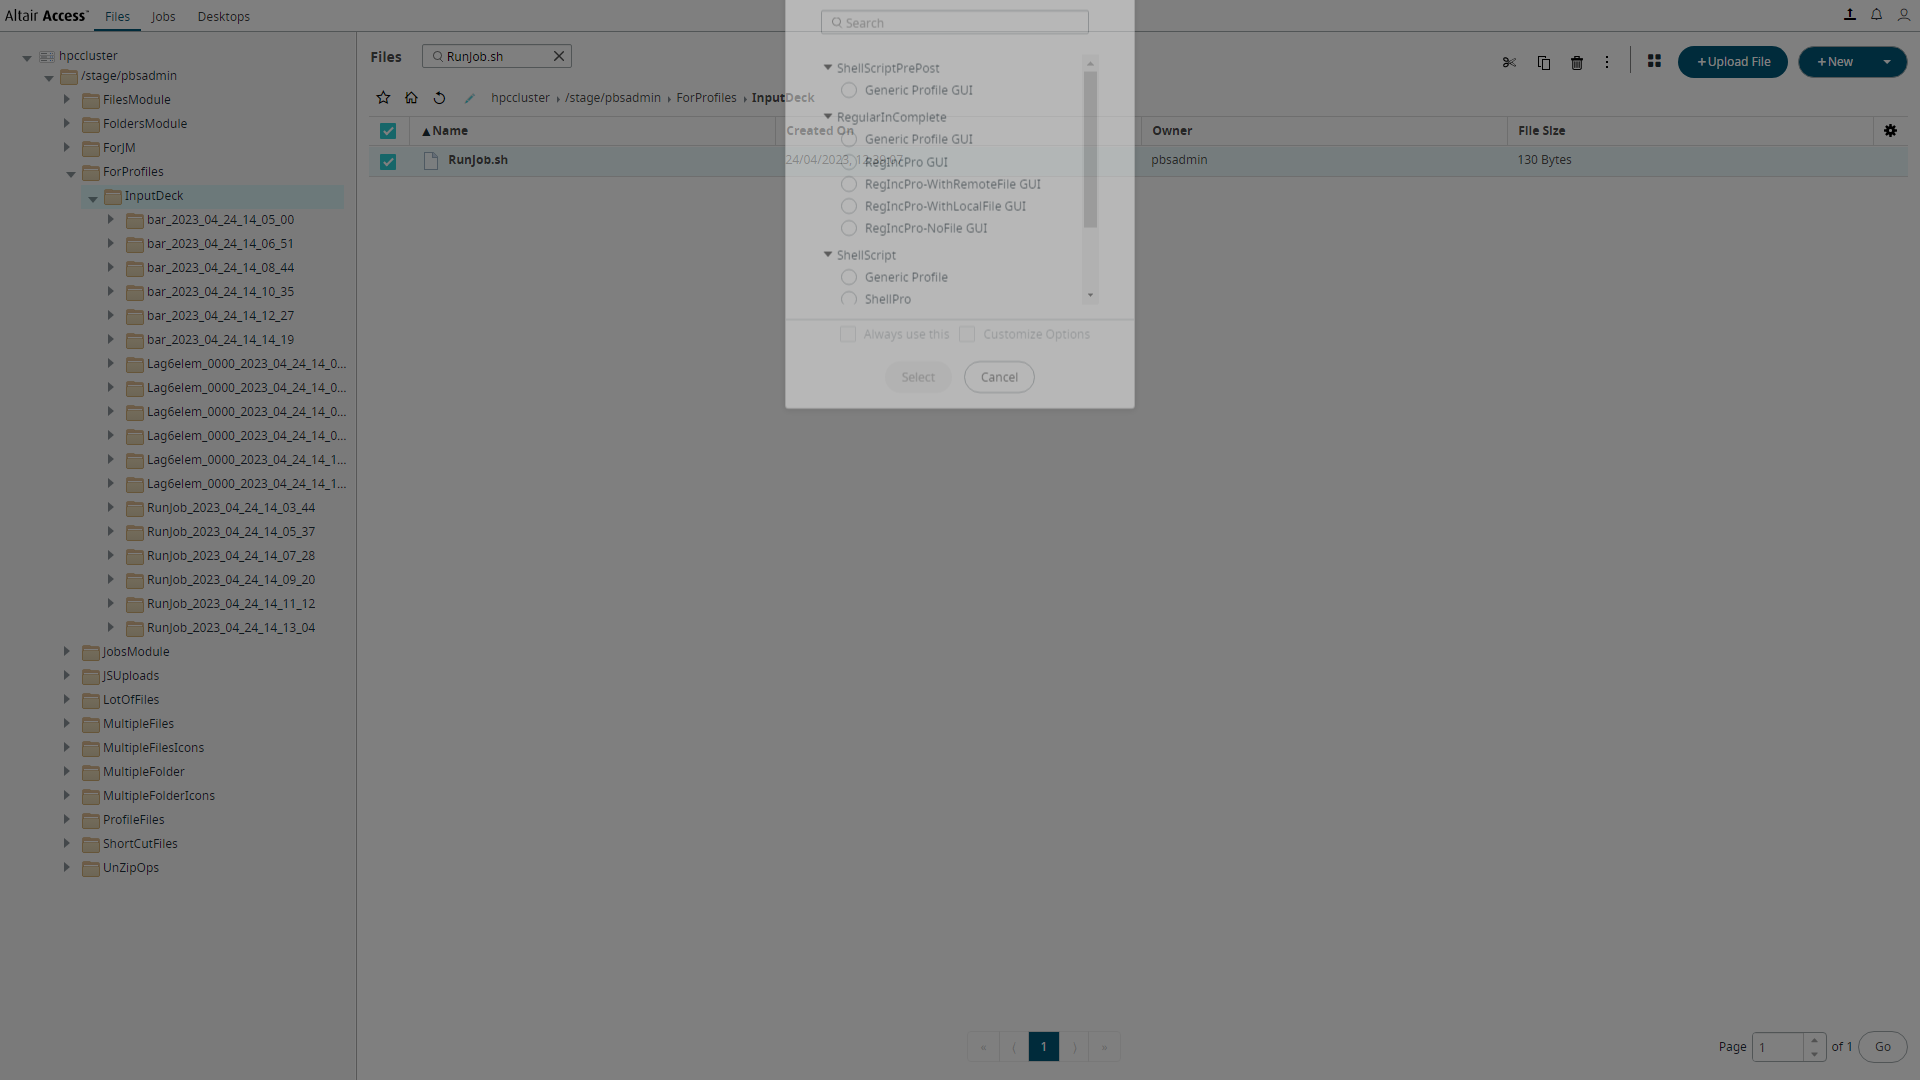 Altair Access™ Files Jobs Desktops
hpccluster
/stage/pbsadmin
FilesModule
FoldersModule
ForJM
ForProfiles
InputDeck
bar_2023_04_24_14_05_00
bar_2023_04_24_14_06_51
bar_2023_04_24_14_08_44
bar_2023_04_24_14_10_35
bar_2023_04_24_14_12_27
bar_2023_04_24_14_14_19
Lag6elem_0000_2023_04_24_14_0...
Lag6elem_0000_2023_04_24_14_0...
Lag6elem_0000_2023_04_24_14_0...
Lag6elem_0000_2023_04_24_14_0...
Lag6elem_0000_2023_04_24_14_1...
Lag6elem_0000_2023_04_24_14_1...
RunJob_2023_04_24_14_03_44
RunJob_2023_04_24_14_05_37
RunJob_2023_04_24_14_07_28
RunJob_2023_04_24_14_09_20
RunJob_2023_04_24_14_11_12
RunJob_2023_04_24_14_13_04
JobsModule
JSUploads
LotOfFiles
MultipleFiles
MultipleFilesIcons
MultipleFolder
MultipleFolderIcons
ProfileFiles
ShortCutFiles
UnZipOps
Files RunJob.sh
+Upload File +New
hpccluster › /stage/pbsadmin › ForProfiles › InputDeck
Name Created On Owner File Size
RunJob.sh 24/04/2023, pbsadmin 130 Bytes
Search
ShellScriptPrePost
Generic Profile GUI
RegularInComplete
Generic Profile GUI
RegIncPro GUI
RegIncPro-WithRemoteFile GUI
RegIncPro-WithLocalFile GUI
RegIncPro-NoFile GUI
ShellScript
Generic Profile
ShellPro
Always use this Customize Options
Select Cancel
« ⟨ 1 ⟩ »
Page 1 of 1 Go